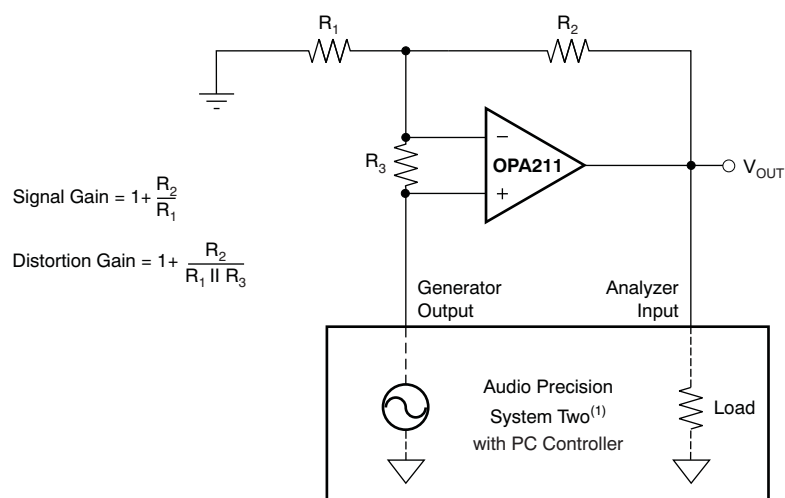 R1
R2
R3
−
OPA211
+
VOUT
Signal Gain = 1+ R2/R1
Distortion Gain = 1+ R2/(R1 II R3)
Generator
Output
Analyzer
Input
Audio Precision
System Two(1)
with PC Controller
Load